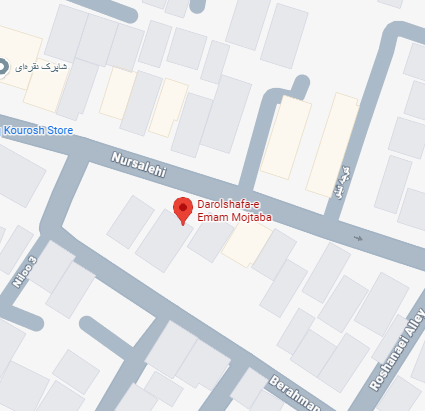 شاپرک نقره‌ای
Kourosh Store
Nursalehi
Darolshafa-e
Emam Mojtaba
Niloo 3
Roshanaei Alley
Berahman